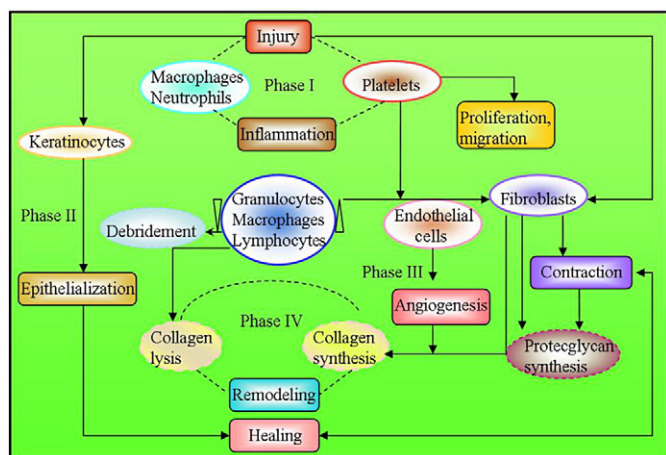 Injury
Macrophages
Neutrophils
Phase I
Platelets
Proliferation,
migration
Inflammation
Keratinocytes
Granulocytes
Macrophages
Lymphocytes
Fibroblasts
Phase II
Debridement
Endothelial
cells
Phase III
Contraction
Epithelialization
Angiogenesis
Phase IV
Collagen
lysis
Collagen
synthesis
Protecglycan
synthesis
Remodeling
Healing